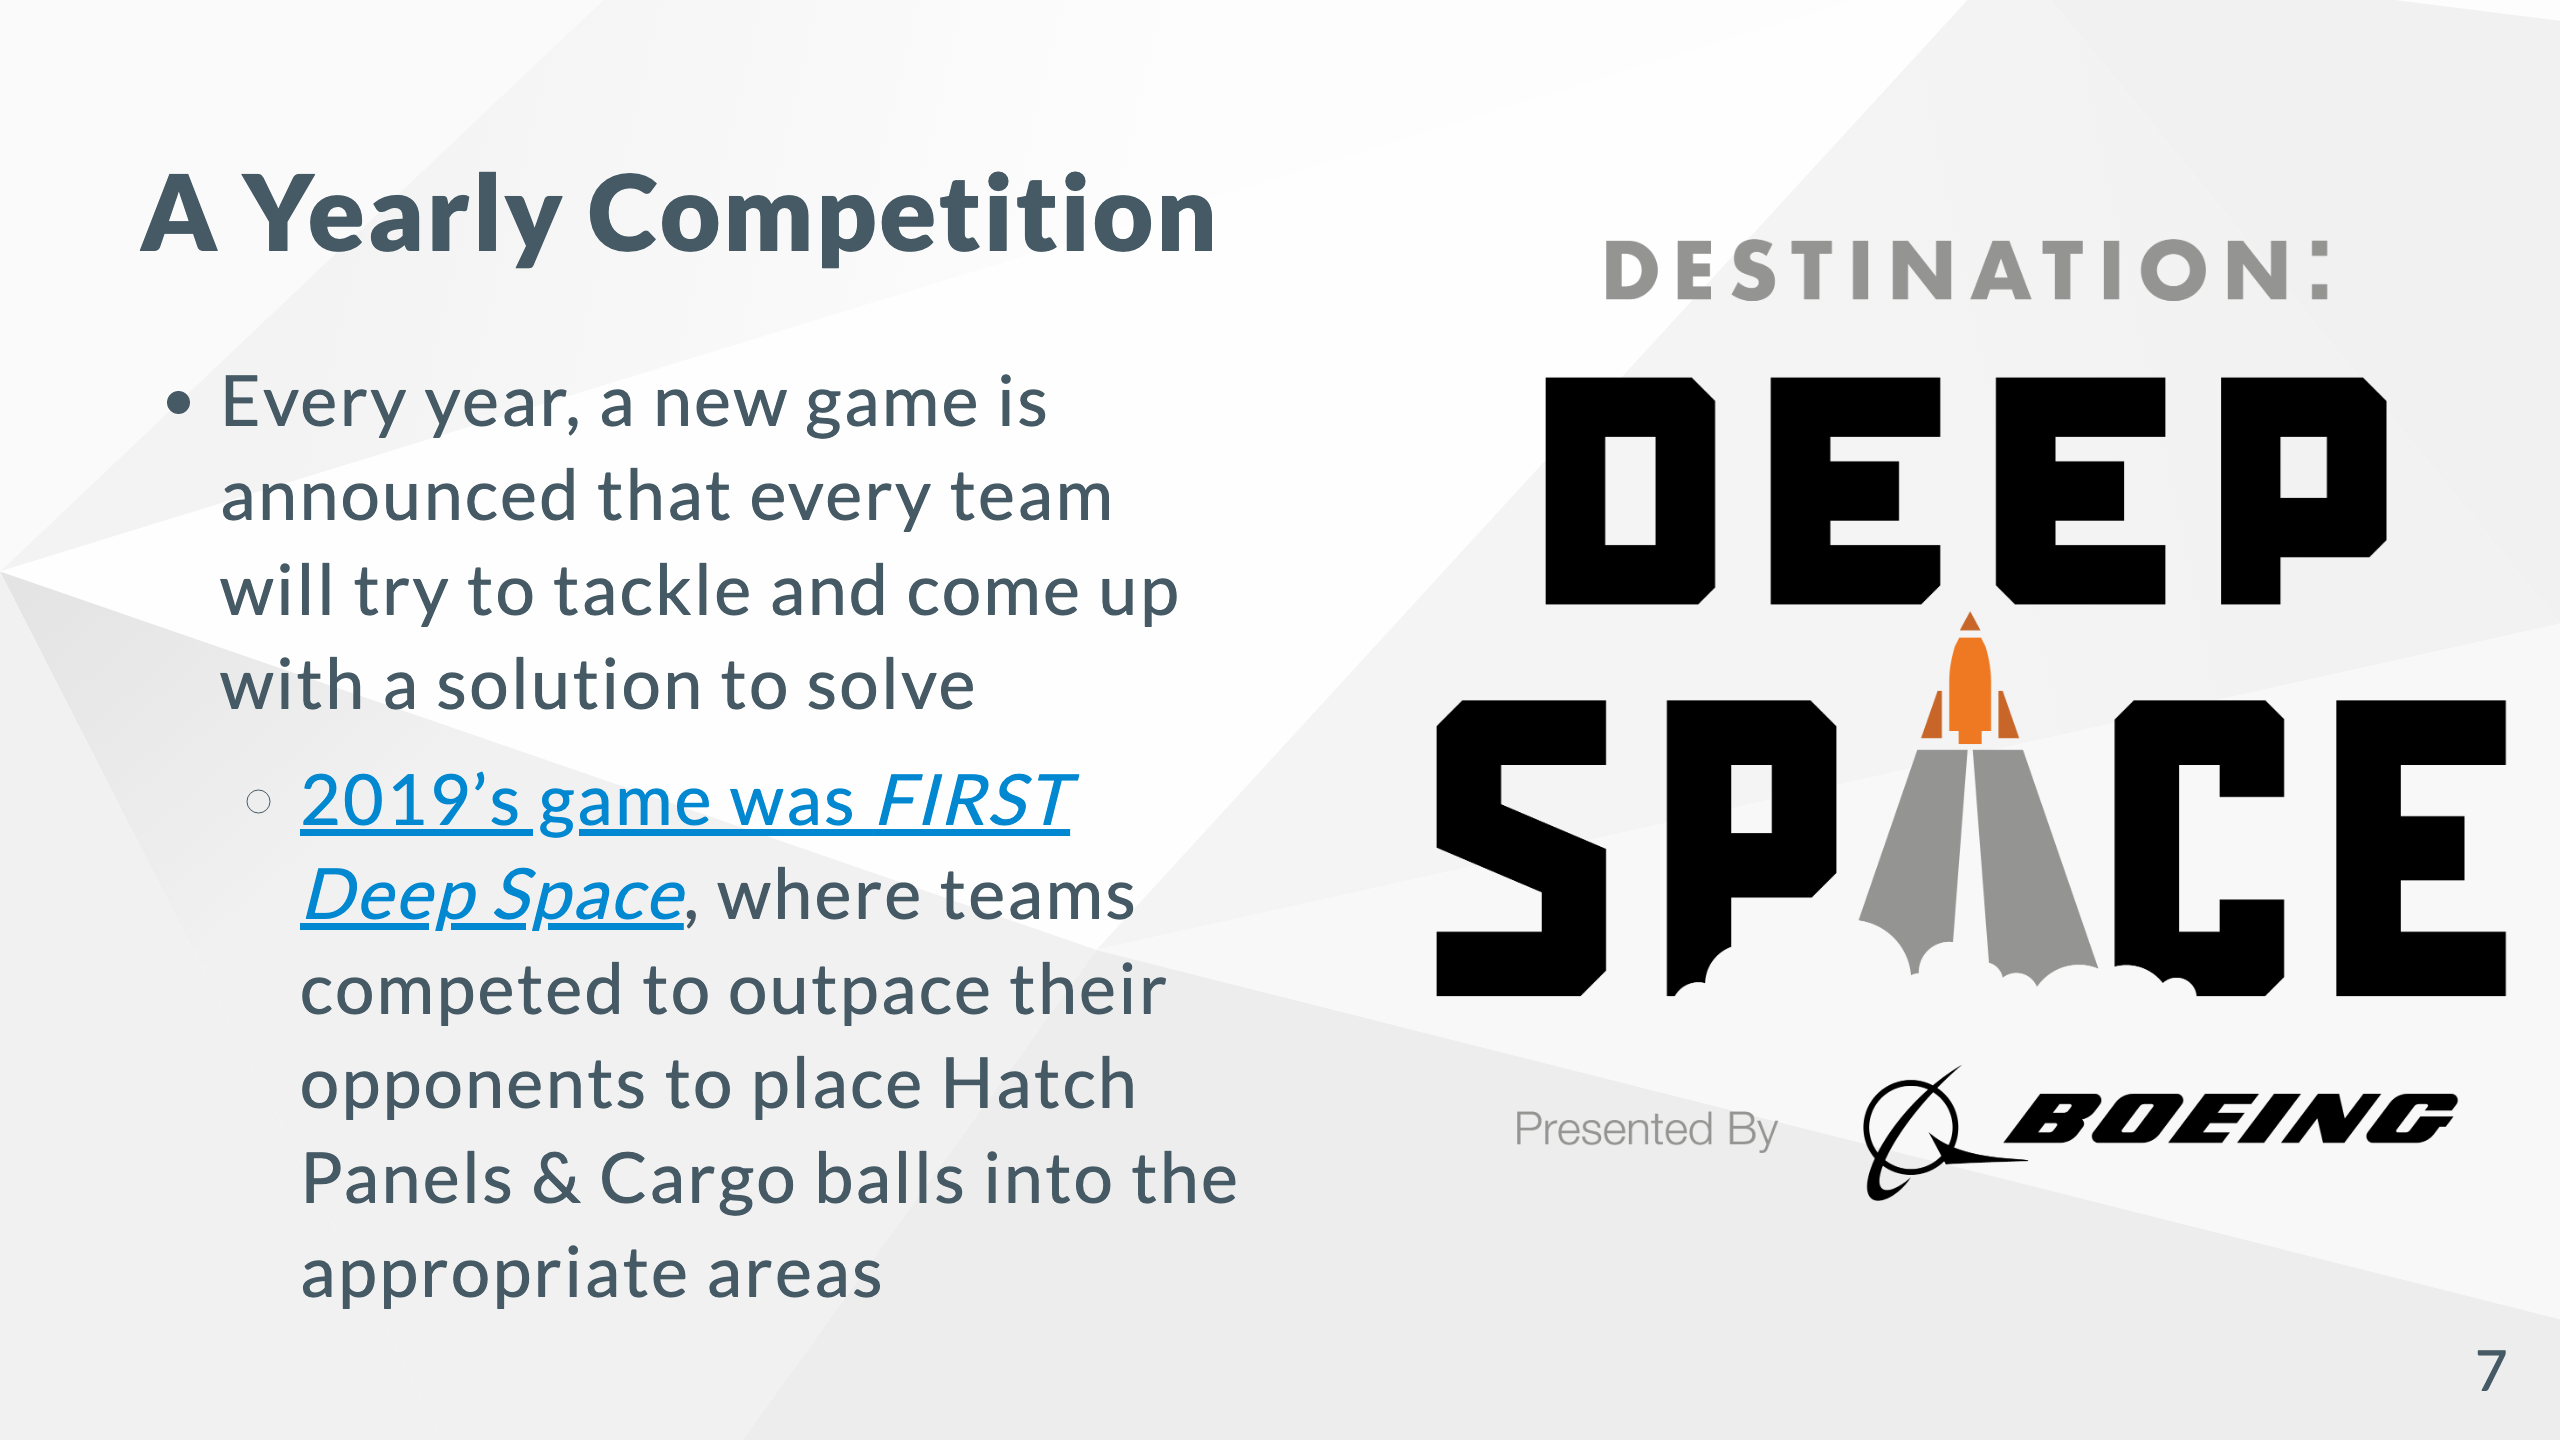 A Yearly Competition
• Every year, a new game is
announced that every team
will try to tackle and come up
with a solution to solve
○ 2019’s game was FIRST
Deep Space, where teams
competed to outpace their
opponents to place Hatch
Panels & Cargo balls into the
appropriate areas
DESTINATION:
DEEP
SPACE
Presented By BOEING
7